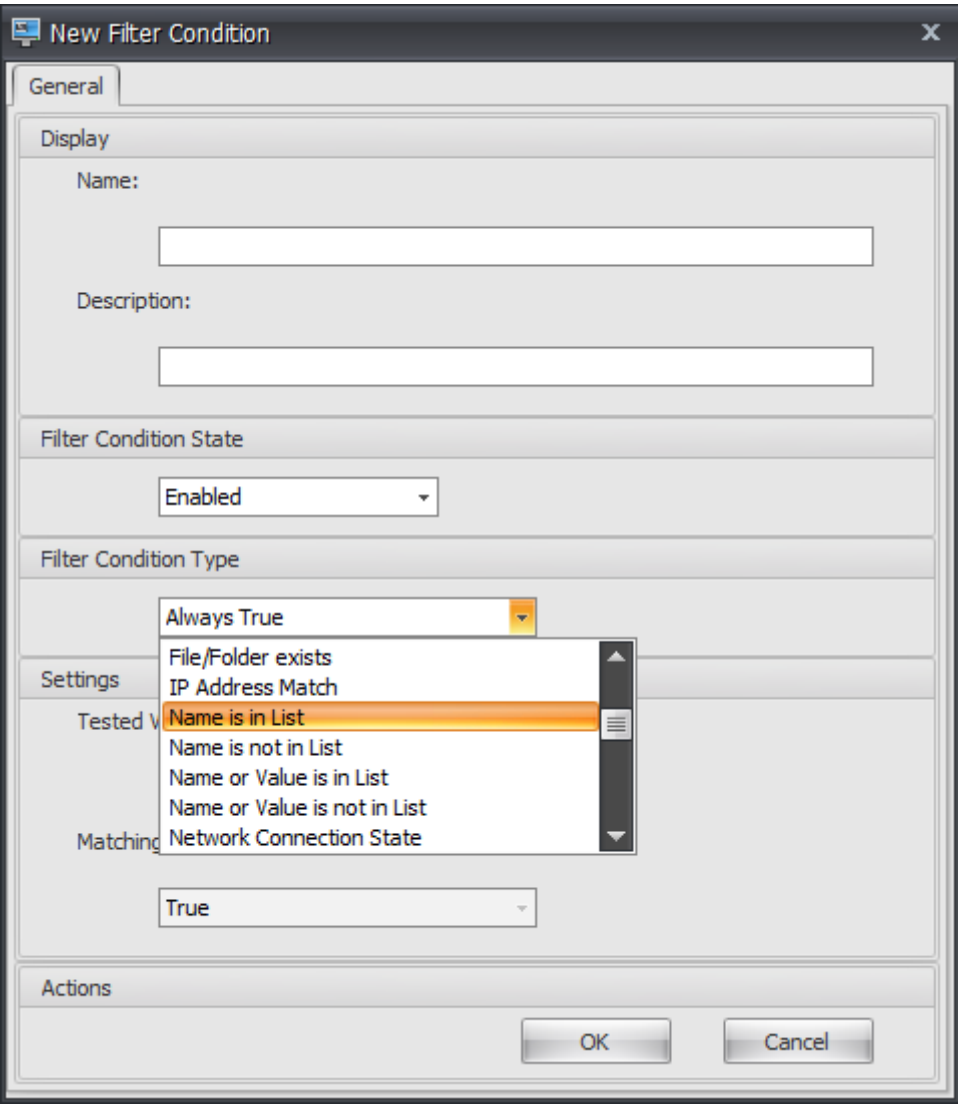 New Filter Condition
General
Display
Name:
Description:
Filter Condition State
Enabled
Filter Condition Type
Always True
File/Folder exists
IP Address Match
Settings
Name is in List
Tested
Name is not in List
Name or Value is in List
Name or Value is not in List
Network Connection State
Matching
True
Actions
OK
Cancel